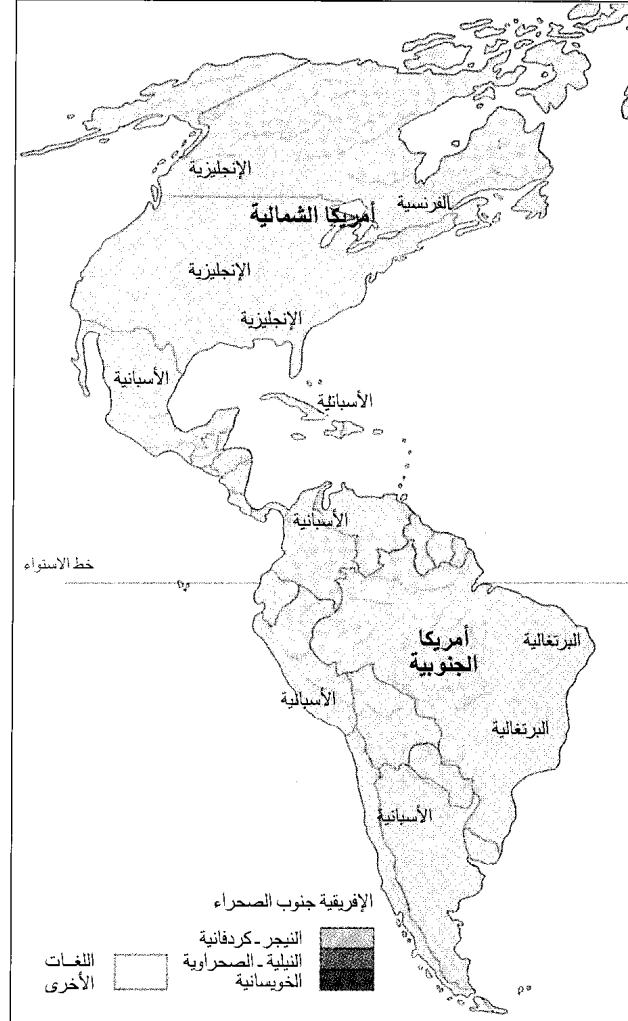 الإنجليزية
أمريكا الشمالية
الفرنسية
الإنجليزية
الإنجليزية
الأسبانية
الأسبانية
الأسبانية
خط الاستواء
أمريكا
الجنوبية
البرتغالية
الأسبالية
البرتغالية
الأسبانية
الإفريقية جنوب الصحراء
النيجر - كردفانية
النيلية - الصحراوية
الخويسانية
اللغات
الأخرى